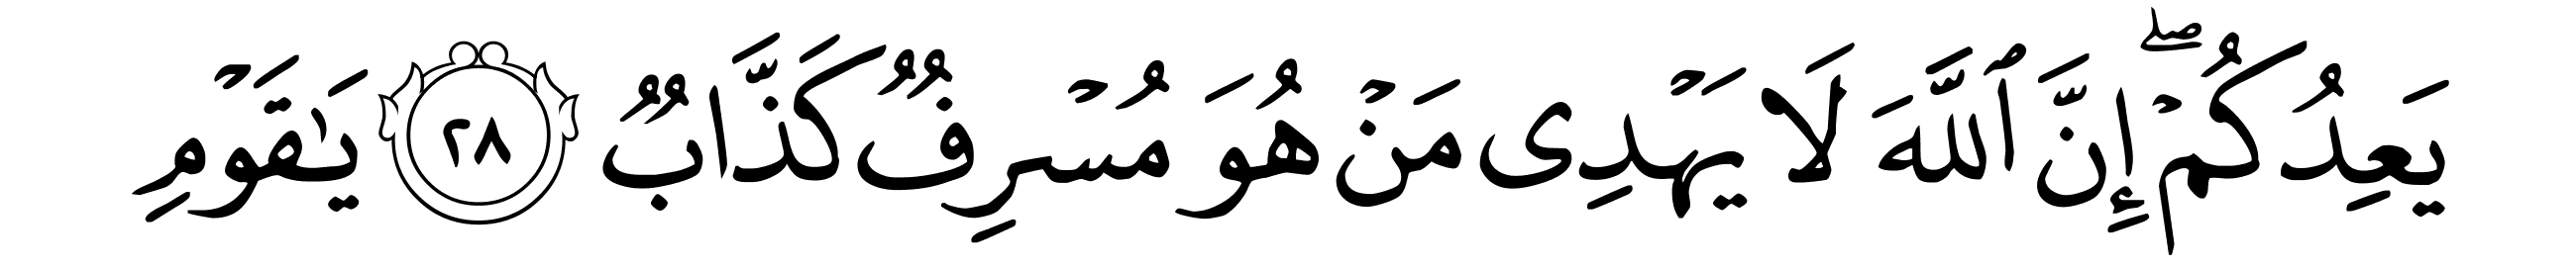 يَعِدُكُمْۖ إِنَّ ٱللَّهَ لَا يَهْدِى مَنْ هُوَ مُسْرِفٌ كَذَّابٌ ٢٨ يَٰقَوْمِ